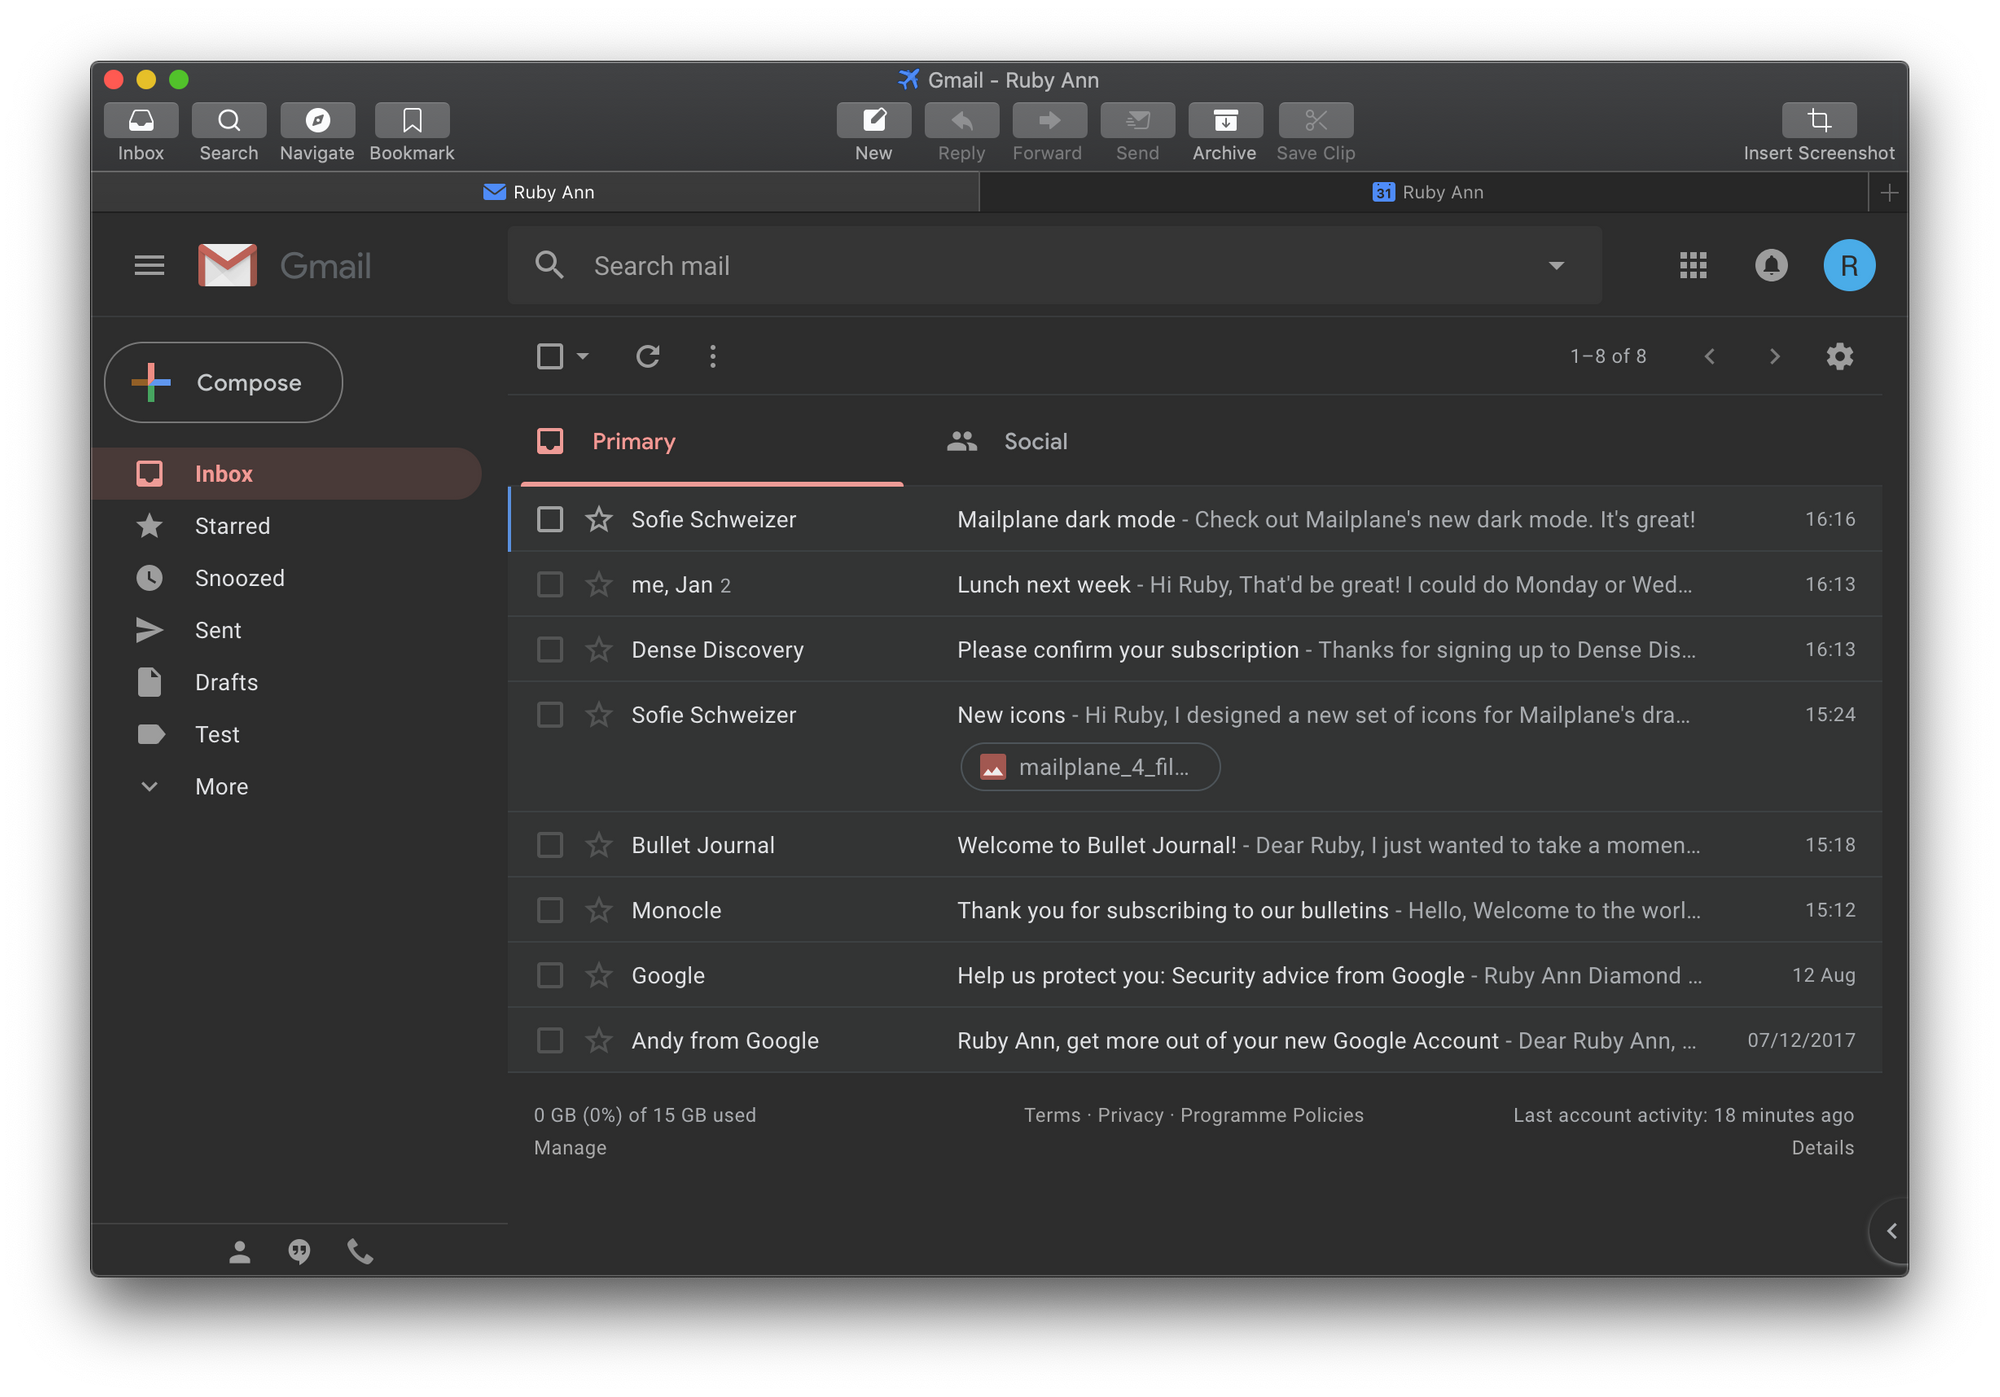 Gmail - Ruby Ann
Inbox Search Navigate Bookmark New Reply Forward Send Archive Save Clip Insert Screenshot
Ruby Ann 31 Ruby Ann
Gmail Search mail R
Compose 1–8 of 8
Primary Social
Inbox
Starred
Snoozed
Sent
Drafts
Test
More
Sofie Schweizer Mailplane dark mode - Check out Mailplane's new dark mode. It's great! 16:16
me, Jan 2 Lunch next week - Hi Ruby, That'd be great! I could do Monday or Wed... 16:13
Dense Discovery Please confirm your subscription - Thanks for signing up to Dense Dis... 16:13
Sofie Schweizer New icons - Hi Ruby, I designed a new set of icons for Mailplane's dra... 15:24
mailplane_4_fil...
Bullet Journal Welcome to Bullet Journal! - Dear Ruby, I just wanted to take a momen... 15:18
Monocle Thank you for subscribing to our bulletins - Hello, Welcome to the worl... 15:12
Google Help us protect you: Security advice from Google - Ruby Ann Diamond ... 12 Aug
Andy from Google Ruby Ann, get more out of your new Google Account - Dear Ruby Ann, ... 07/12/2017
0 GB (0%) of 15 GB used Terms · Privacy · Programme Policies Last account activity: 18 minutes ago
Manage Details